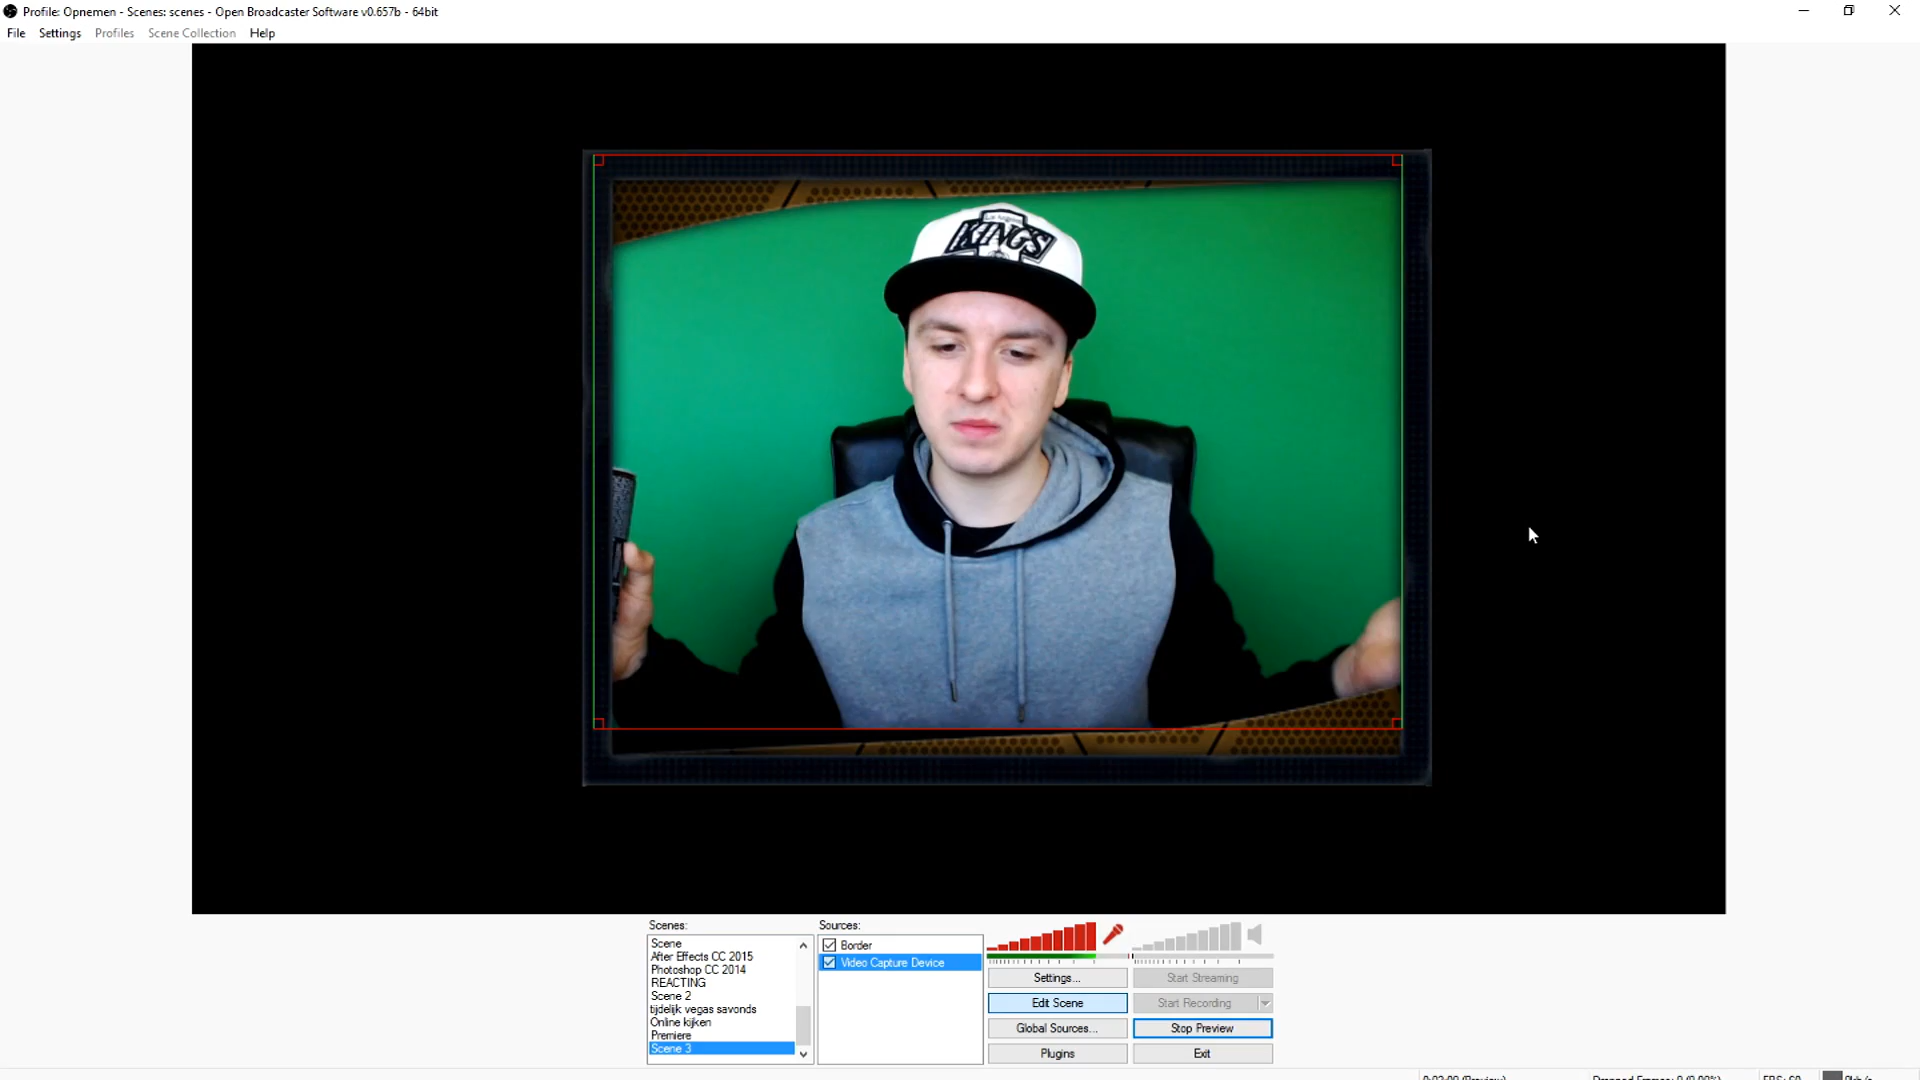 Profile: Opnemen - Scenes: scenes - Open Broadcaster Software v0.657b - 64bit
File Settings Profiles Scene Collection Help
Los Angeles
KINGS
Scenes:
Scene
After Effects CC 2015
Photoshop CC 2014
REACTING
Scene 2
tijdelijk vegas savonds
Online kijken
Premiere
Scene 3
Sources:
Border
Video Capture Device
Settings...
Edit Scene
Global Sources...
Plugins
Start Streaming
Start Recording
Stop Preview
Exit